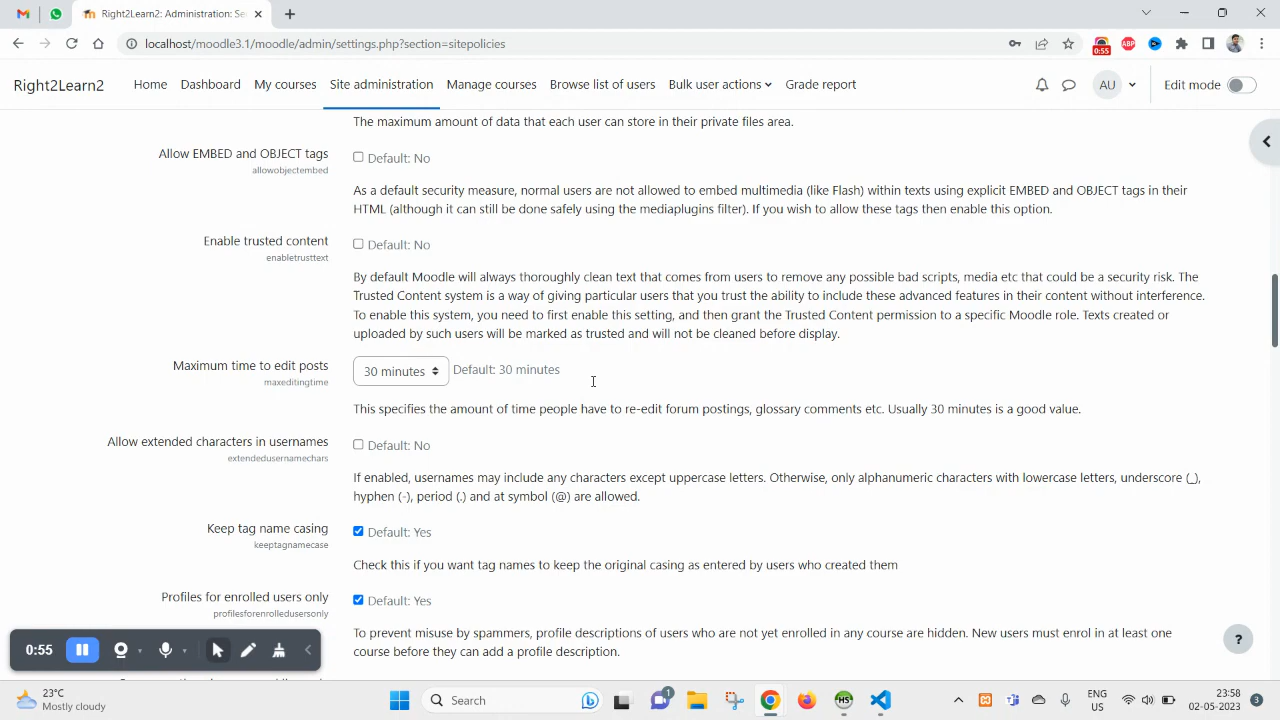 Right2Learn2: Administration: Se
localhost/moodle3.1/moodle/admin/settings.php?section=sitepolicies
0:55
ABP
Right2Learn2
Home
Dashboard
My courses
Site administration
Manage courses
Browse list of users
Bulk user actions
Grade report
AU
Edit mode
The maximum amount of data that each user can store in their private files area.
Allow EMBED and OBJECT tags
allowobjectembed
Default: No
As a default security measure, normal users are not allowed to embed multimedia (like Flash) within texts using explicit EMBED and OBJECT tags in their
HTML (although it can still be done safely using the mediaplugins filter). If you wish to allow these tags then enable this option.
Enable trusted content
enabletrusttext
Default: No
By default Moodle will always thoroughly clean text that comes from users to remove any possible bad scripts, media etc that could be a security risk. The
Trusted Content system is a way of giving particular users that you trust the ability to include these advanced features in their content without interference.
To enable this system, you need to first enable this setting, and then grant the Trusted Content permission to a specific Moodle role. Texts created or
uploaded by such users will be marked as trusted and will not be cleaned before display.
Maximum time to edit posts
maxeditingtime
30 minutes
Default: 30 minutes
This specifies the amount of time people have to re-edit forum postings, glossary comments etc. Usually 30 minutes is a good value.
Allow extended characters in usernames
extendedusernamechars
Default: No
If enabled, usernames may include any characters except uppercase letters. Otherwise, only alphanumeric characters with lowercase letters, underscore (_),
hyphen (-), period (.) and at symbol (@) are allowed.
Keep tag name casing
keeptagnamecase
Default: Yes
Check this if you want tag names to keep the original casing as entered by users who created them
Profiles for enrolled users only
profilesforenrolledusersonly
Default: Yes
To prevent misuse by spammers, profile descriptions of users who are not yet enrolled in any course are hidden. New users must enrol in at least one
course before they can add a profile description.
0:55
?
23°C
Mostly cloudy
Search
1
HS
ENG
US
23:58
02-05-2023
3